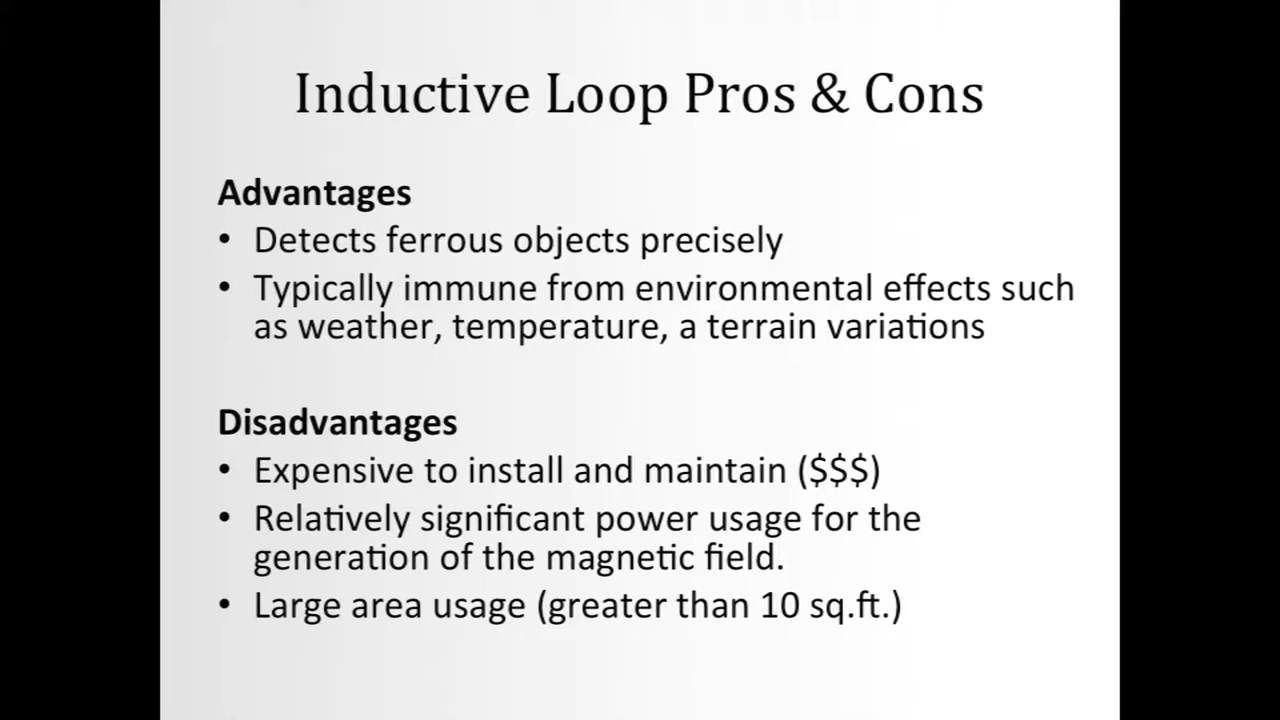 Inductive Loop Pros & Cons
Advantages
• Detects ferrous objects precisely
• Typically immune from environmental effects such
as weather, temperature, a terrain variations
Disadvantages
• Expensive to install and maintain ($$$)
• Relatively significant power usage for the
generation of the magnetic field.
• Large area usage (greater than 10 sq.ft.)